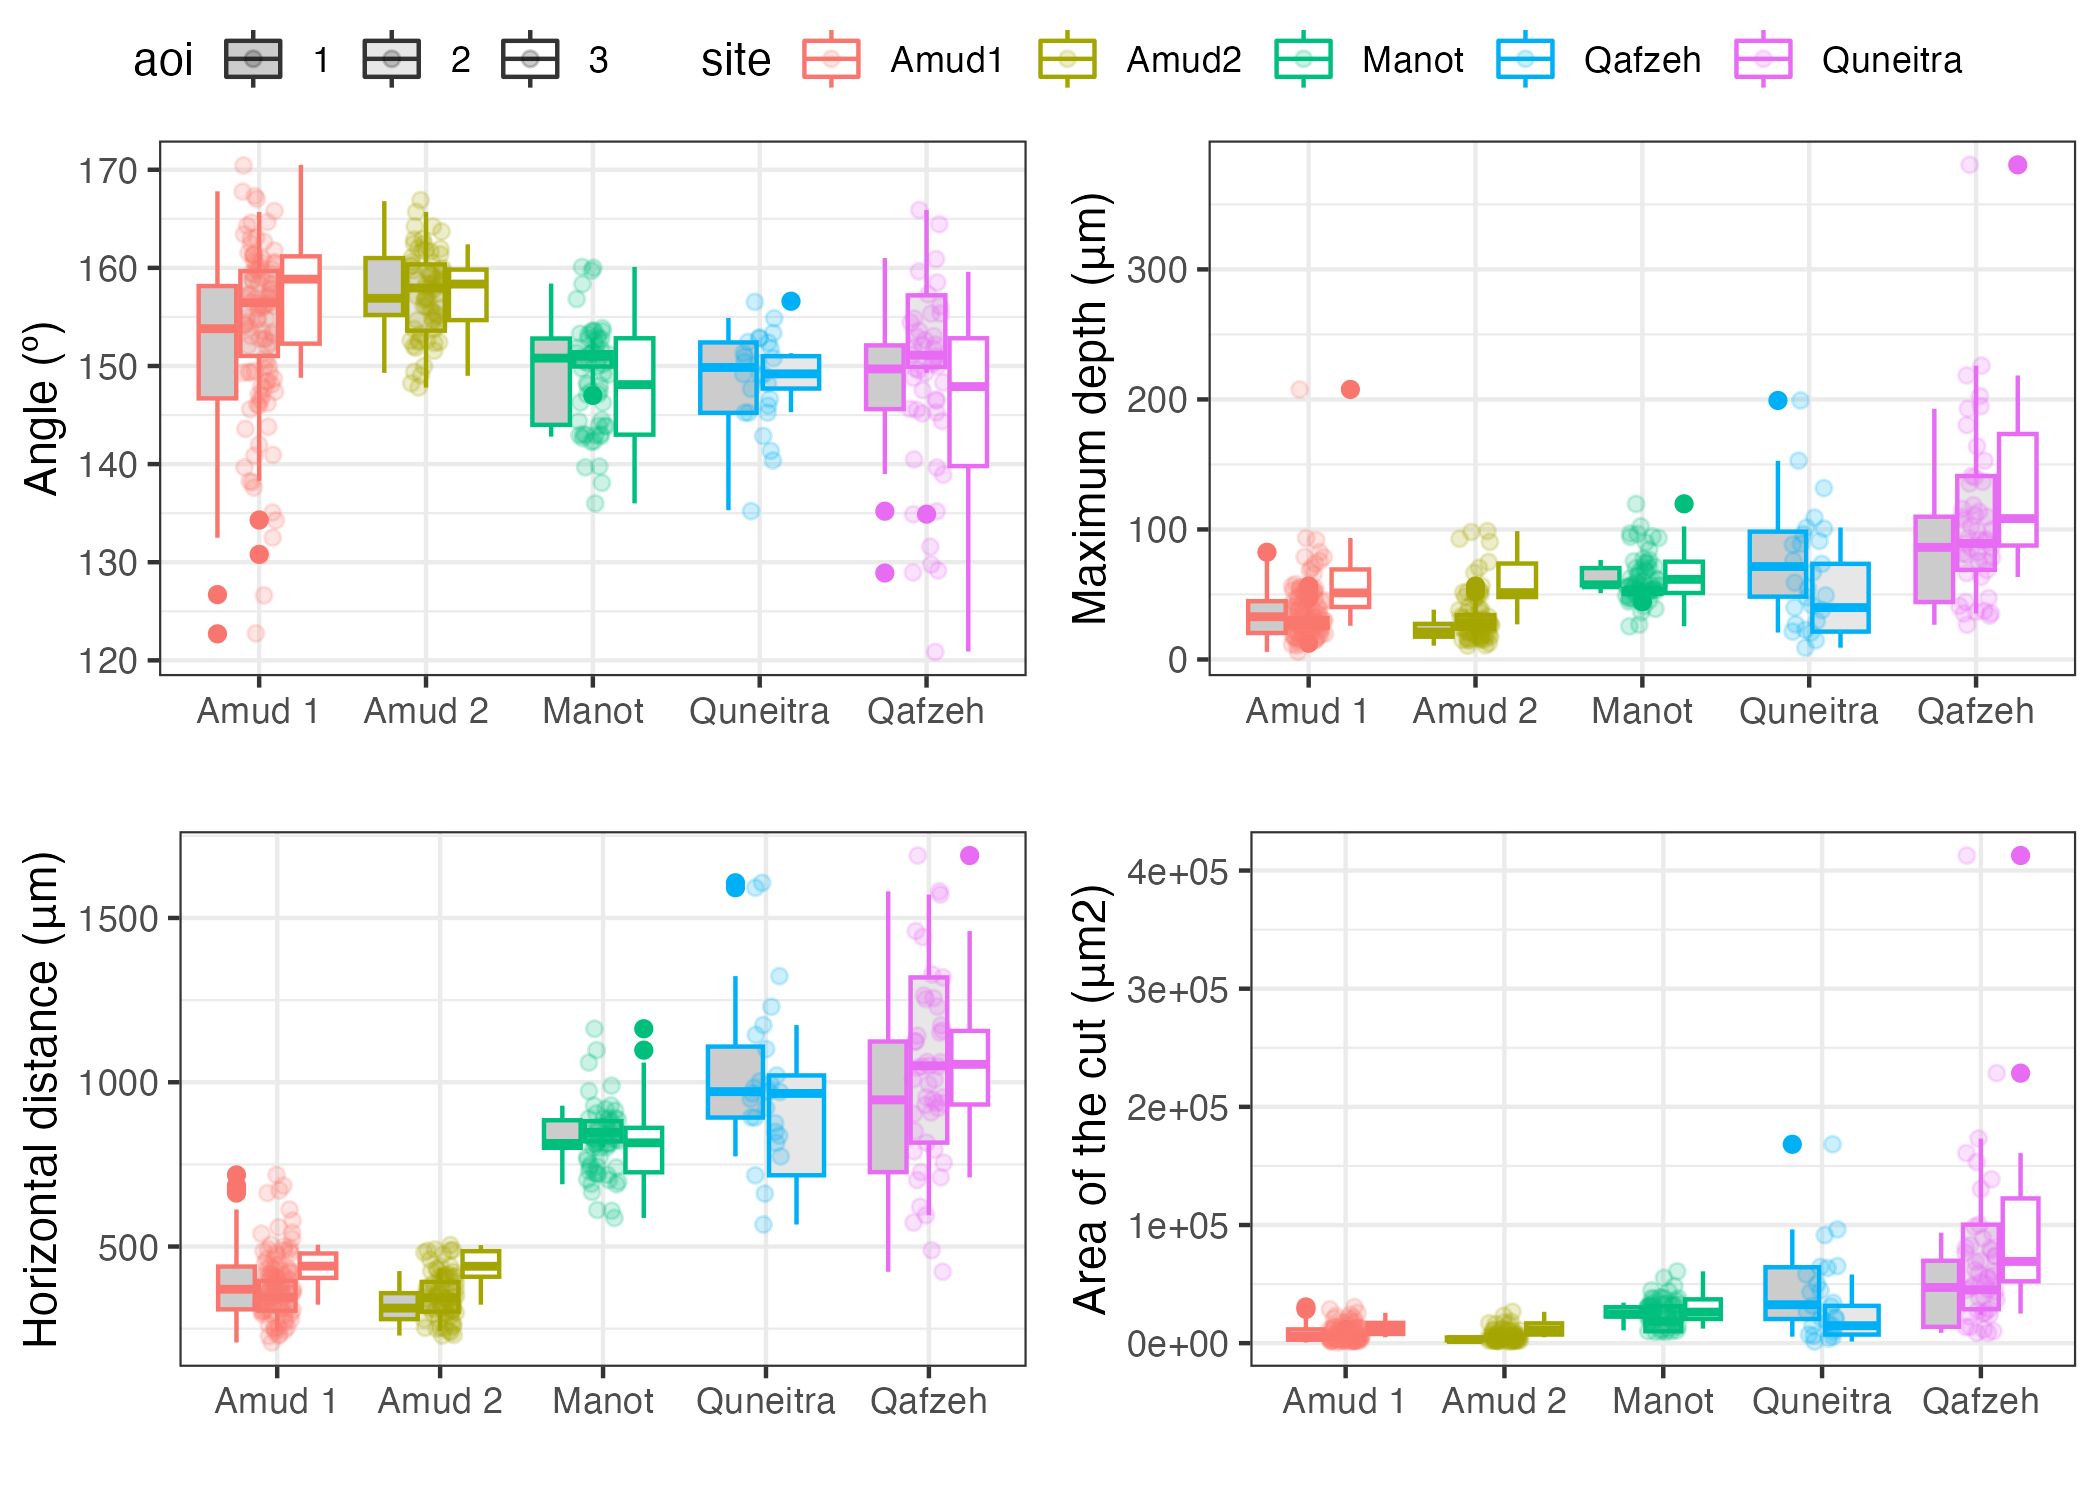 aoi 1 2 3 site Amud1 Amud2 Manot Qafzeh Quneitra
Angle (º)
170
160
150
140
130
120
Amud 1 Amud 2 Manot Quneitra Qafzeh
Maximum depth (µm)
300
200
100
0
Amud 1 Amud 2 Manot Quneitra Qafzeh
Horizontal distance (µm)
1500
1000
500
Amud 1 Amud 2 Manot Quneitra Qafzeh
Area of the cut (µm2)
4e+05
3e+05
2e+05
1e+05
0e+00
Amud 1 Amud 2 Manot Quneitra Qafzeh